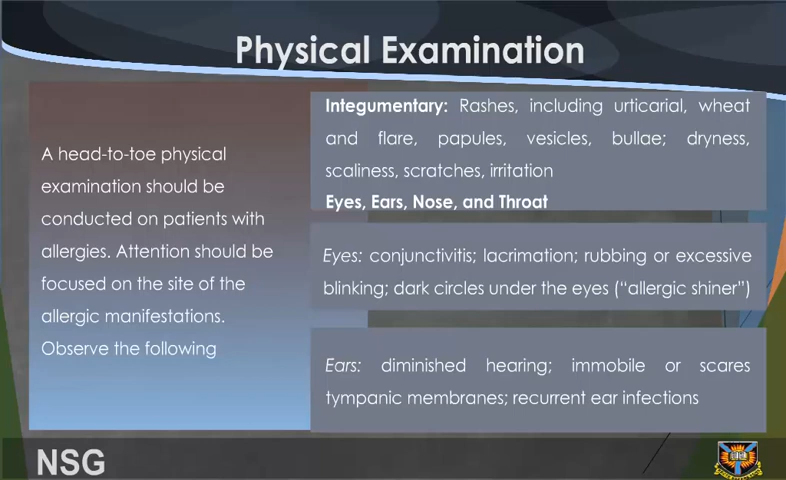 Physical Examination
A head-to-toe physical
examination should be
conducted on patients with
allergies. Attention should be
focused on the site of the
allergic manifestations.
Observe the following
Integumentary: Rashes, including urticarial, wheat
and flare, papules, vesicles, bullae; dryness,
scaliness, scratches, irritation
Eyes, Ears, Nose, and Throat
Eyes: conjunctivitis; lacrimation; rubbing or excessive
blinking; dark circles under the eyes (“allergic shiner”)
Ears: diminished hearing; immobile or scares
tympanic membranes; recurrent ear infections
NSG